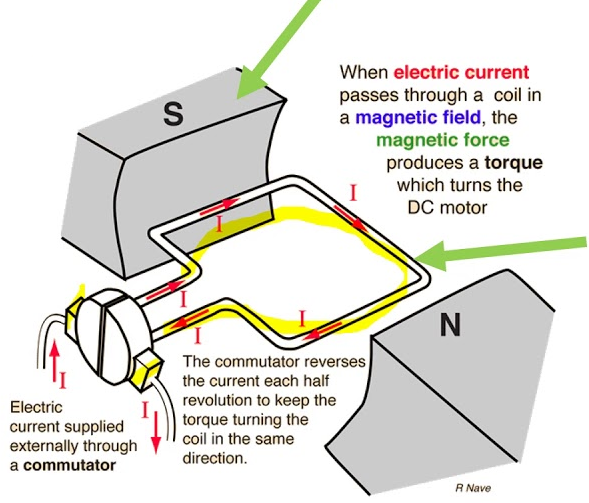 When electric current
passes through a coil in
a magnetic field, the
magnetic force
produces a torque
which turns the
DC motor
S
I
I
I
I
I
N
I
I
The commutator reverses
the current each half
revolution to keep the
torque turning the
coil in the same
direction.
Electric
current supplied
externally through
a commutator
R Nave